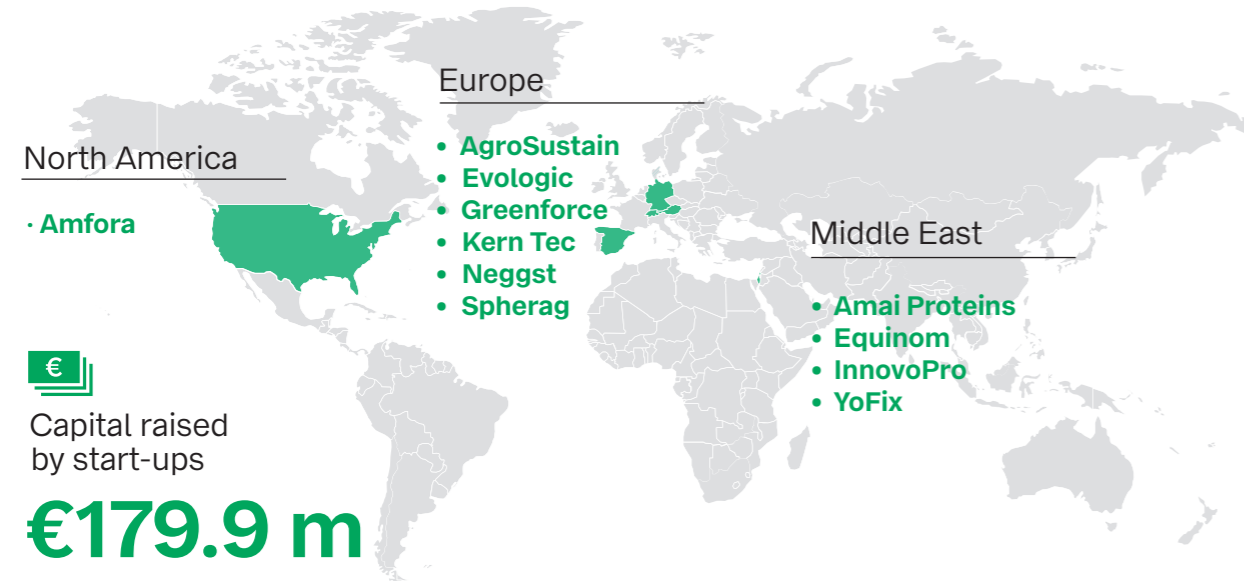 North America
· Amfora
Europe
• AgroSustain
• Evologic
• Greenforce
• Kern Tec
• Neggst
• Spherag
Middle East
• Amai Proteins
• Equinom
• InnovoPro
• YoFix
€
Capital raised
by start-ups
€179.9 m